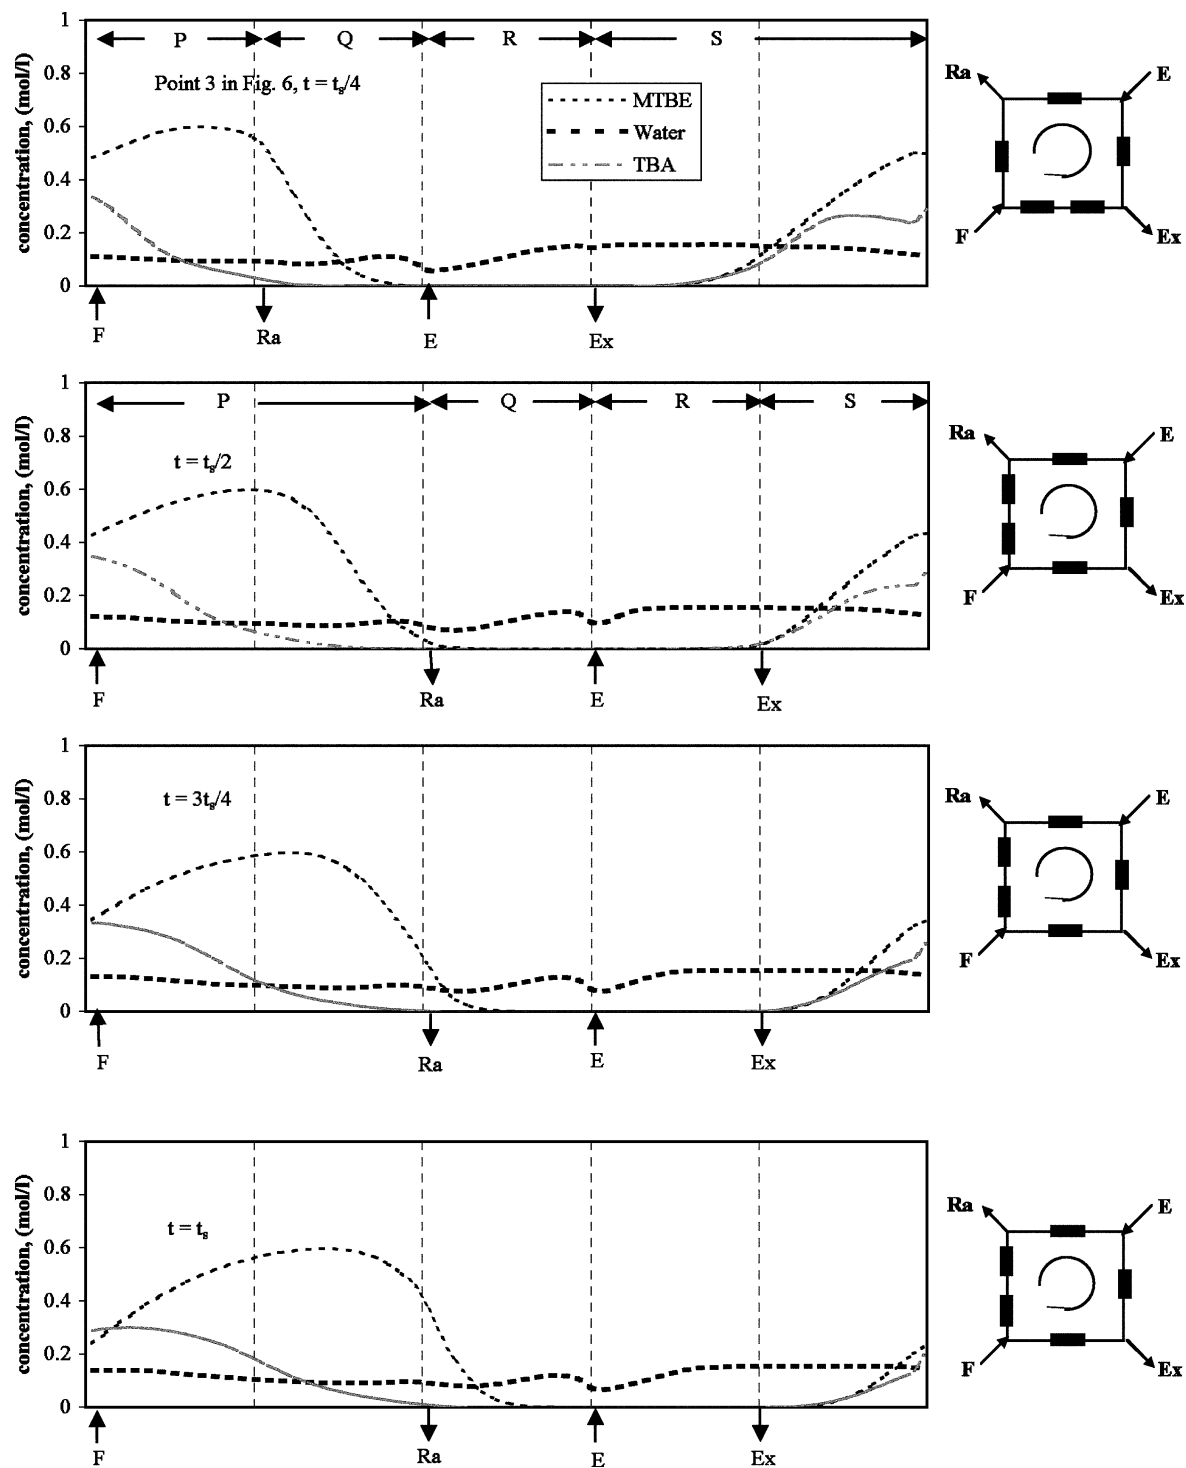 1
P Q R S
0.8
Point 3 in Fig. 6, t = ts/4
MTBE
Water
TBA
0.6
0.4
0.2
0
concentration, (mol/l)
F Ra E Ex
Ra E
F Ex
1
P Q R S
0.8
t = ts/2
0.6
0.4
0.2
0
concentration, (mol/l)
F Ra E Ex
Ra E
F Ex
1
0.8
t = 3ts/4
0.6
0.4
0.2
0
concentration, (mol/l)
F Ra E Ex
Ra E
F Ex
1
0.8
t = ts
0.6
0.4
0.2
0
concentration, (mol/l)
F Ra E Ex
Ra E
F Ex